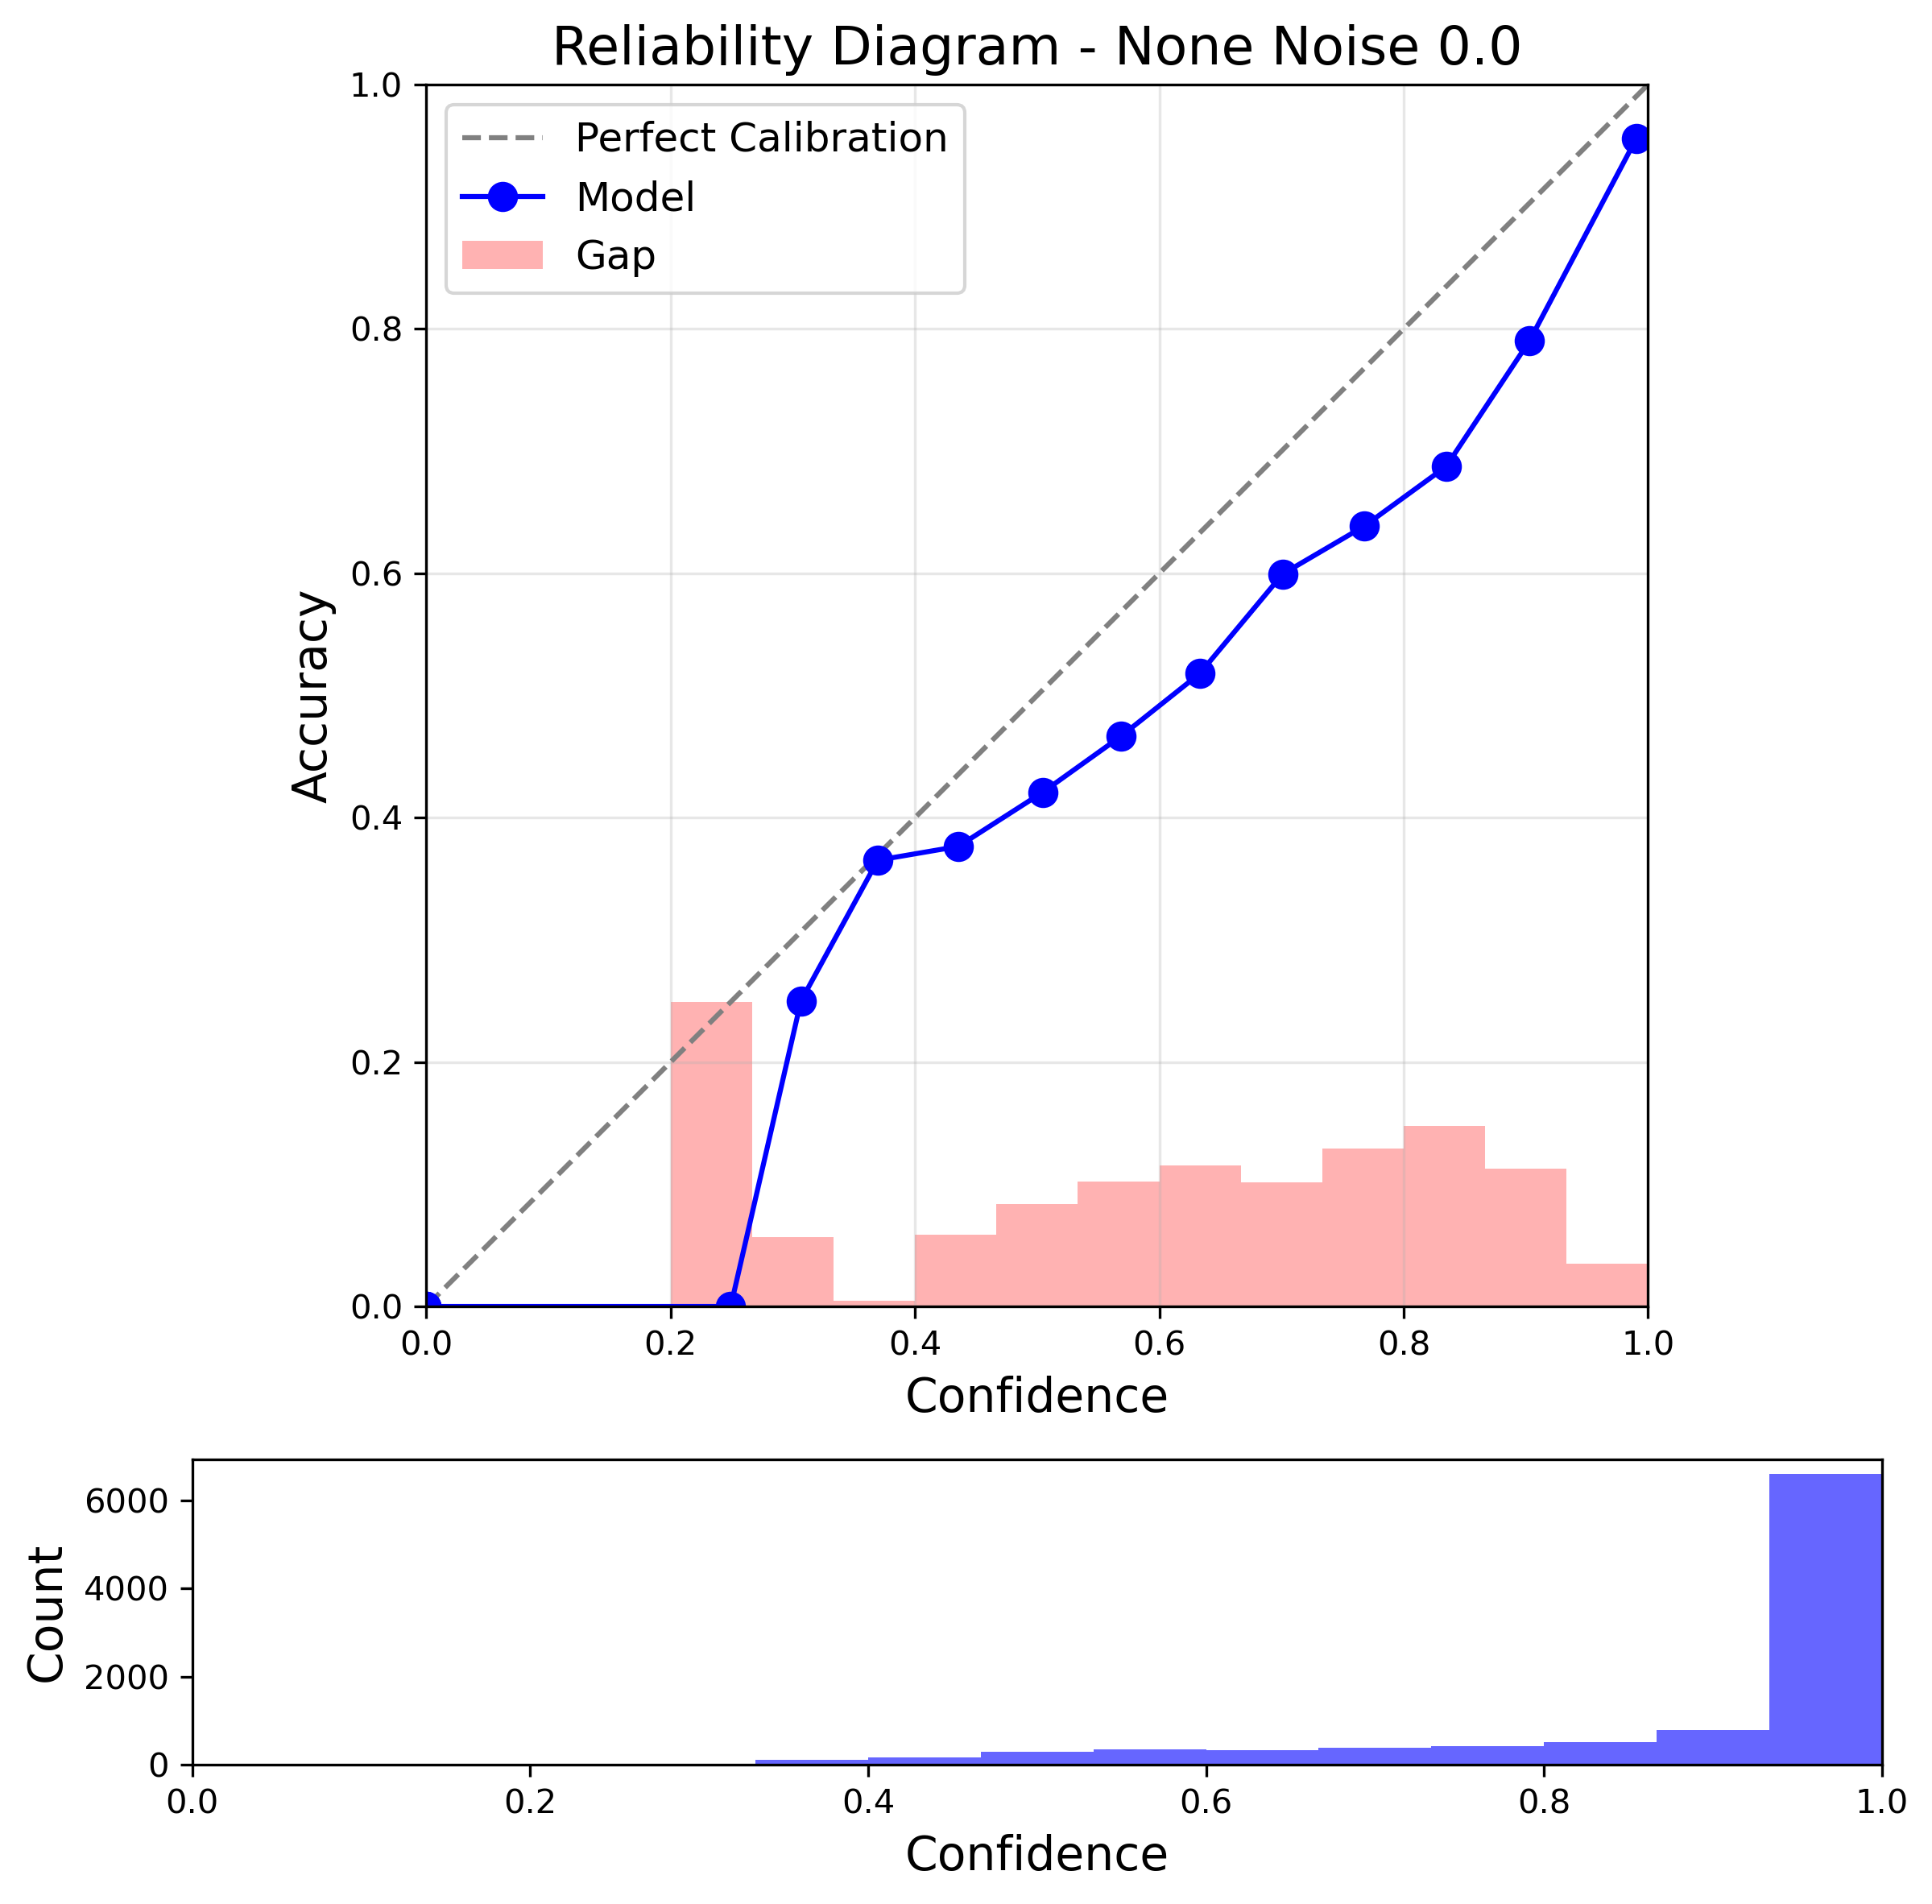 Reliability Diagram - None Noise 0.0
1.0
0.8
0.6
0.4
0.2
0.0
Accuracy
Perfect Calibration
Model
Gap
0.0 0.2 0.4 0.6 0.8 1.0
Confidence
6000
4000
2000
0
Count
0.0 0.2 0.4 0.6 0.8 1.0
Confidence